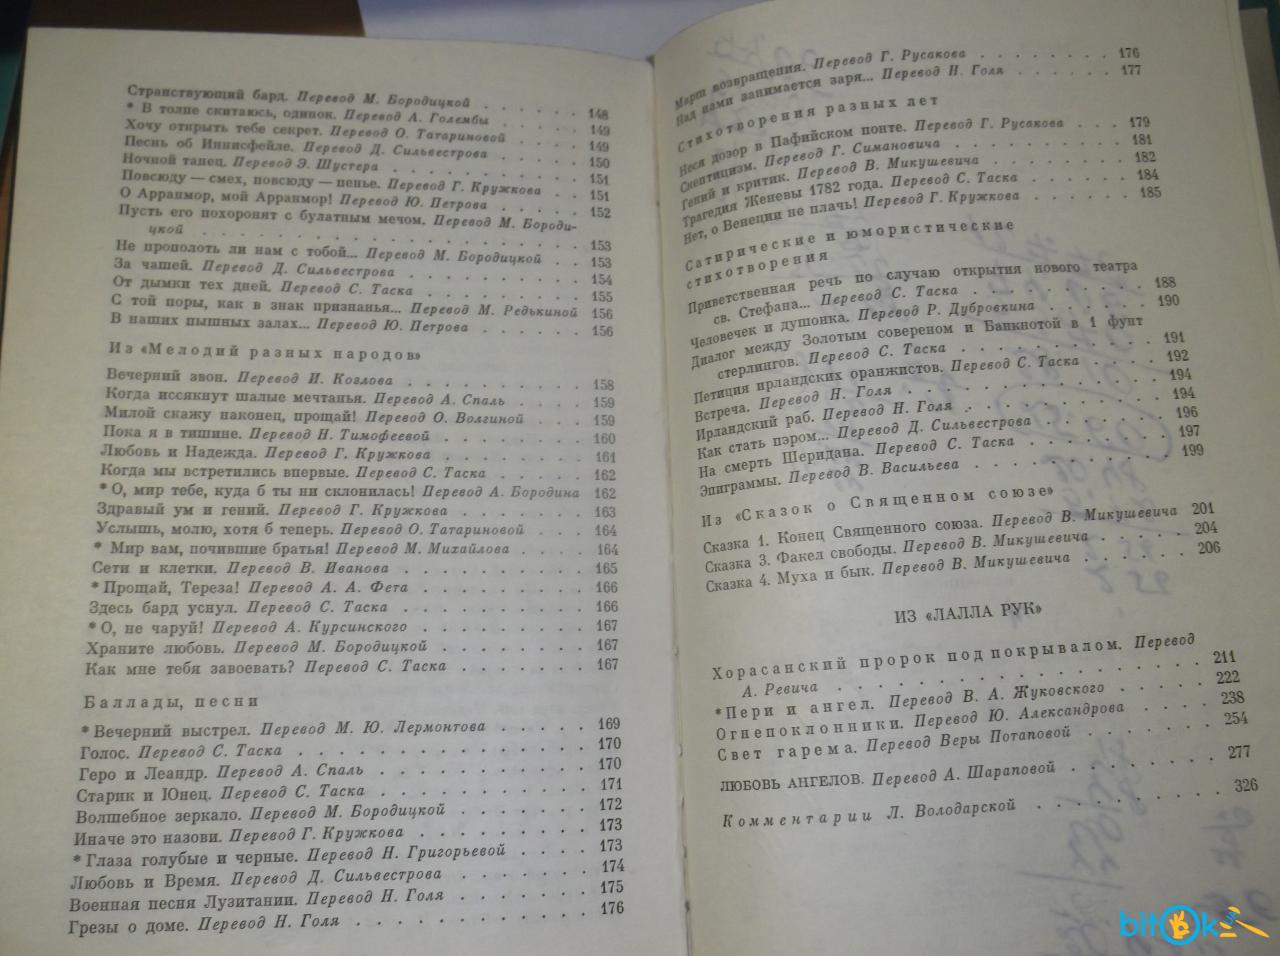 Странствующий бард. Перевод М. Бородицкой . . . . . . 148
* В толпе скитаюсь, одинок. Перевод А. Голембы . . . . . 149
Хочу открыть тебе секрет. Перевод О. Татариновой . . . . 149
Песнь об Иннисфейле. Перевод Д. Сильвестрова . . . . . 150
Ночной танец. Перевод Э. Шустера . . . . . . . . 151
Повсюду — смех, повсюду — пенье. Перевод Г. Кружкова . . . 151
О Арранмор, мой Арранмор! Перевод Ю. Петрова . . . . . 152
Пусть его похоронят с булатным мечом. Перевод М. Бороди-
цкой . . . . . . . . . . . . . . . . . 153
Не прополоть ли нам с тобой... Перевод М. Бородицкой . . 153
За чашей. Перевод Д. Сильвестрова . . . . . . . . . 154
От дымки тех дней. Перевод С. Таска . . . . . . . . 155
С той поры, как в знак признанья... Перевод М. Редькиной 156
В наших пышных залах... Перевод Ю. Петрова . . . . . . 156
Из «Мелодий разных народов»
Вечерний звон. Перевод И. Козлова . . . . . . . . . 158
Когда иссякнут шалые мечтанья. Перевод А. Спаль . . . . 159
Милой скажу наконец, прощай! Перевод О. Волгиной . . . 159
Пока я в тишине. Перевод Н. Тимофеевой . . . . . . . 160
Любовь и Надежда. Перевод Г. Кружкова . . . . . . . 161
Когда мы встретились впервые. Перевод С. Таска . . . . . 162
* О, мир тебе, куда б ты ни склонилась! Перевод А. Бородина 162
Здравый ум и гений. Перевод Г. Кружкова . . . . . . . 163
Услышь, молю, хотя б теперь. Перевод О. Татариновой . . . 164
* Мир вам, почившие братья! Перевод М. Михайлова . . . . 164
Сети и клетки. Перевод В. Иванова . . . . . . . . . 165
* Прощай, Тереза! Перевод А. А. Фета . . . . . . . . 166
Здесь бард уснул. Перевод С. Таска . . . . . . . . . 166
* О, не чаруй! Перевод А. Курсинского . . . . . . . . 167
Храните любовь. Перевод М. Бородицкой . . . . . . . 167
Как мне тебя завоевать? Перевод С. Таска . . . . . . . 167
Баллады, песни
* Вечерний выстрел. Перевод М. Ю. Лермонтова . . . . . 169
Голос. Перевод С. Таска . . . . . . . . . . . . . 170
Геро и Леандр. Перевод А. Спаль . . . . . . . . . . 170
Старик и Юнец. Перевод С. Таска . . . . . . . . . . 171
Волшебное зеркало. Перевод М. Бородицкой . . . . . . 172
Иначе это назови. Перевод Г. Кружкова . . . . . . . . 173
* Глаза голубые и черные. Перевод Н. Григорьевой . . . . 173
Любовь и Время. Перевод Д. Сильвестрова . . . . . . . 174
Военная песня Лузитании. Перевод Н. Голя . . . . . . . 175
Грезы о доме. Перевод Н. Голя . . . . . . . . . . . 176
Марш возвращения. Перевод Г. Русакова . . . . . . . 176
Над нами занимается заря... Перевод Н. Голя . . . . . . 177
Стихотворения разных лет
Неся дозор в Пафийском понте. Перевод Г. Русакова . . . 179
Скептицизм. Перевод Г. Симановича . . . . . . . . . 181
Гений и критик. Перевод В. Микушевича . . . . . . . 182
Трагедия Женевы 1782 года. Перевод С. Таска . . . . . . 184
Нет, о Венеции не плачь! Перевод Г. Кружкова . . . . . . 185
Сатирические и юмористические
стихотворения
Приветственная речь по случаю открытия нового театра
св. Стефана... Перевод С. Таска . . . . . . . . . 188
Человечек и душонка. Перевод Р. Дубровкина . . . . . . 190
Диалог между Золотым совереном и Банкнотой в 1 фунт
стерлингов. Перевод С. Таска . . . . . . . . . . 191
Петиция ирландских оранжистов. Перевод С. Таска . . . . 192
Встреча. Перевод Н. Голя . . . . . . . . . . . . 194
Ирландский раб. Перевод Н. Голя . . . . . . . . . . 194
Как стать пэром... Перевод Д. Сильвестрова . . . . . . . 196
На смерть Шеридана. Перевод С. Таска . . . . . . . . 197
Эпиграммы. Перевод В. Васильева . . . . . . . . . . 199
Из «Сказок о Священном союзе»
Сказка 1. Конец Священного союза. Перевод В. Микушевича 201
Сказка 3. Факел свободы. Перевод В. Микушевича . . . . . 204
Сказка 4. Муха и бык. Перевод В. Микушевича . . . . . . 206
ИЗ «ЛАЛЛА РУК»
Хорасанский пророк под покрывалом. Перевод
А. Ревича . . . . . . . . . . . . . . . . 211
* Пери и ангел. Перевод В. А. Жуковского . . . . . 222
Огнепоклонники. Перевод Ю. Александрова . . . . 238
Свет гарема. Перевод Веры Потаповой . . . . . . 254
ЛЮБОВЬ АНГЕЛОВ. Перевод А. Шараповой . . . . . . . 277
Комментарии Л. Володарской . . . . . . . . . 326
bitOk.ua